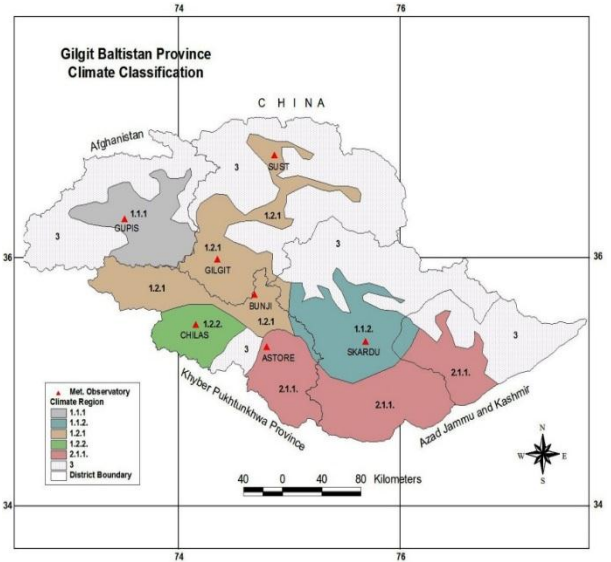 74
76
Gilgit Baltistan Province
Climate Classification
C H I N A
Afghanistan
3
SUST
1.1.1
GUPIS
1.2.1
3
1.2.1
3
36
36
GILGIT
1.2.1
BUNJI
1.2.2.
CHILAS
1.2.1
1.1.2.
3
3
ASTORE
SKARDU
2.1.1.
2.1.1.
2.1.1.
Khyber Pukhtunkhwa Province
Azad Jammu and Kashmir
Met. Observatory
Climate Region
1.1.1
1.1.2.
1.2.1
1.2.2.
2.1.1.
3
District Boundary
40 0 40 80 Kilometers
N
W E
S
34
34
74
76